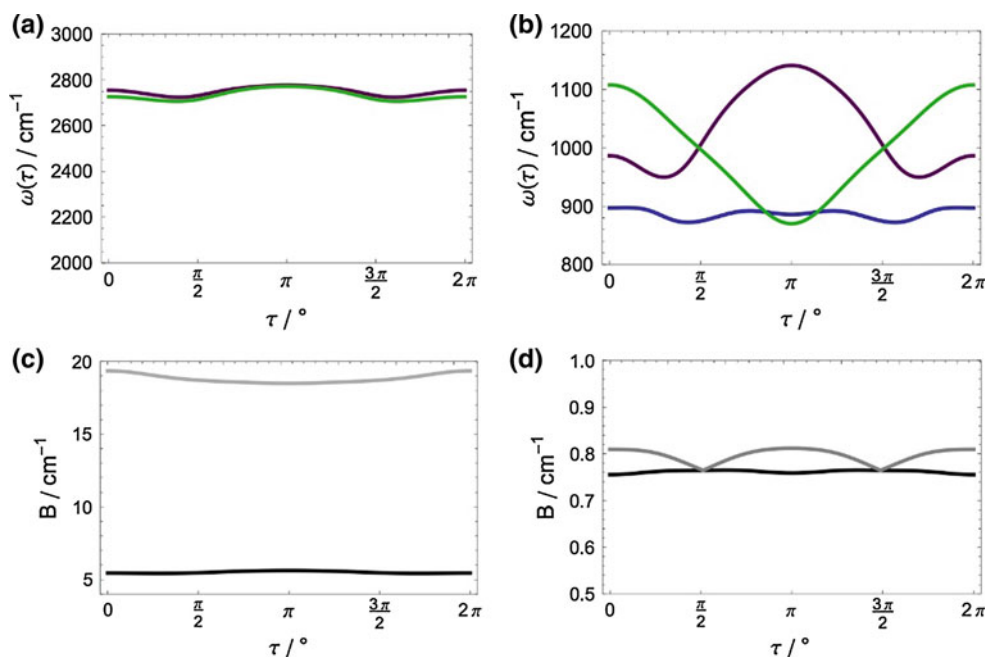 (a)
3000
2800
2600
2400
2200
2000
ω(τ) / cm⁻¹
0 π/2 π 3π/2 2π
τ / °
(b)
1200
1100
1000
900
800
ω(τ) / cm⁻¹
0 π/2 π 3π/2 2π
τ / °
(c)
20
15
10
5
B / cm⁻¹
0 π/2 π 3π/2 2π
τ / °
(d)
1.0
0.9
0.8
0.7
0.6
0.5
B / cm⁻¹
0 π/2 π 3π/2 2π
τ / °